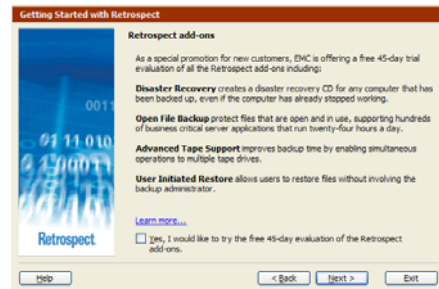 Getting Started with Retrospect
Retrospect add-ons
As a special promotion for new customers, EMC is offering a free 45-day trial
evaluation of all the Retrospect add-ons including:
Disaster Recovery creates a disaster recovery CD for any computer that has
been backed up, even if the computer has already stopped working.
Open File Backup protect files that are open and in use, supporting hundreds
of business critical server applications that run twenty-four hours a day.
Advanced Tape Support improves backup time by enabling simultaneous
operations to multiple tape drives.
User Initiated Restore allows users to restore files without involving the
backup administrator.
Learn more...
Yes, I would like to try the free 45-day evaluation of the Retrospect
add-ons.
Retrospect
Help
< Back
Next >
Exit